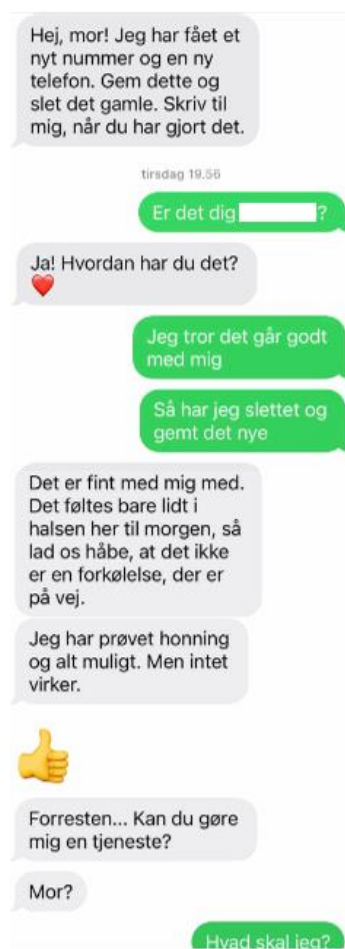 Hej, mor! Jeg har fået et
nyt nummer og en ny
telefon. Gem dette og
slet det gamle. Skriv til
mig, når du har gjort det.
tirsdag 19.56
Er det dig ?
Ja! Hvordan har du det?
Jeg tror det går godt
med mig
Så har jeg slettet og
gemt det nye
Det er fint med mig med.
Det føltes bare lidt i
halsen her til morgen, så
lad os håbe, at det ikke
er en forkølelse, der er
på vej.
Jeg har prøvet honning
og alt muligt. Men intet
virker.
Forresten... Kan du gøre
mig en tjeneste?
Mor?
Hvad skal jeg?